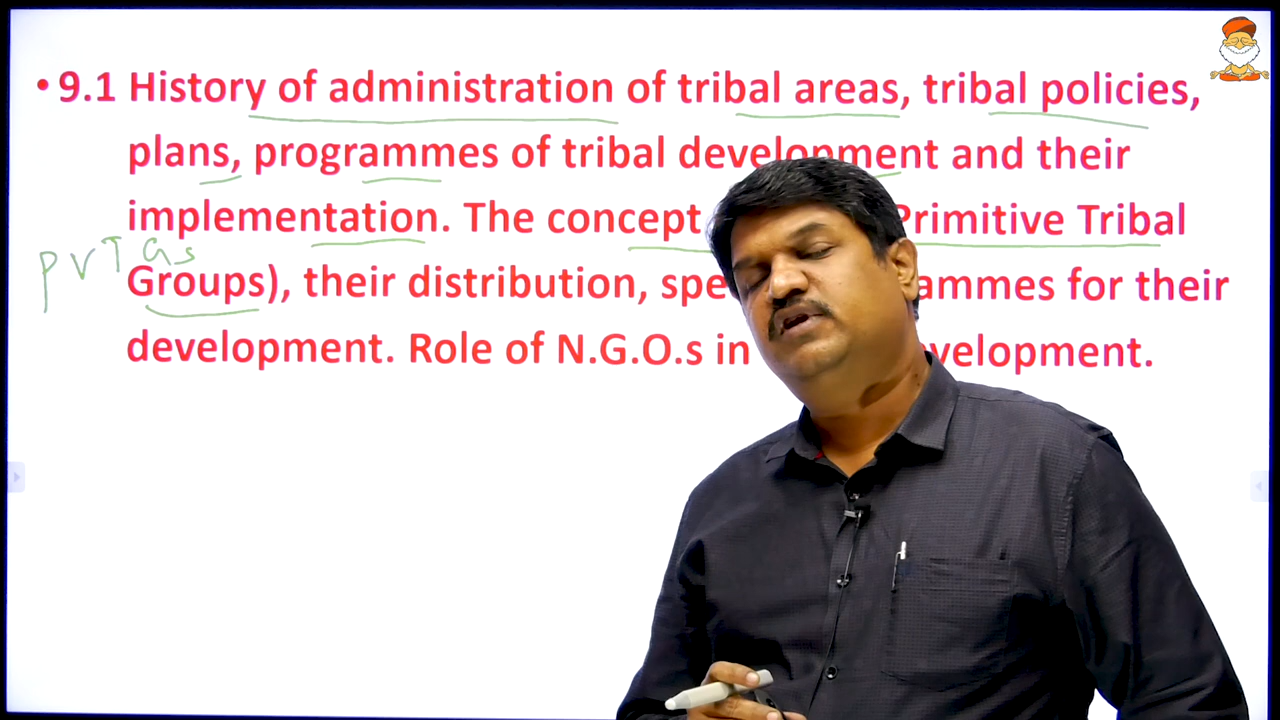 • 9.1 History of administration of tribal areas, tribal policies,
plans, programmes of tribal development and their
implementation. The concept Primitive Tribal
PVTGs
Groups), their distribution, spe ammes for their
development. Role of N.G.O.s in velopment.